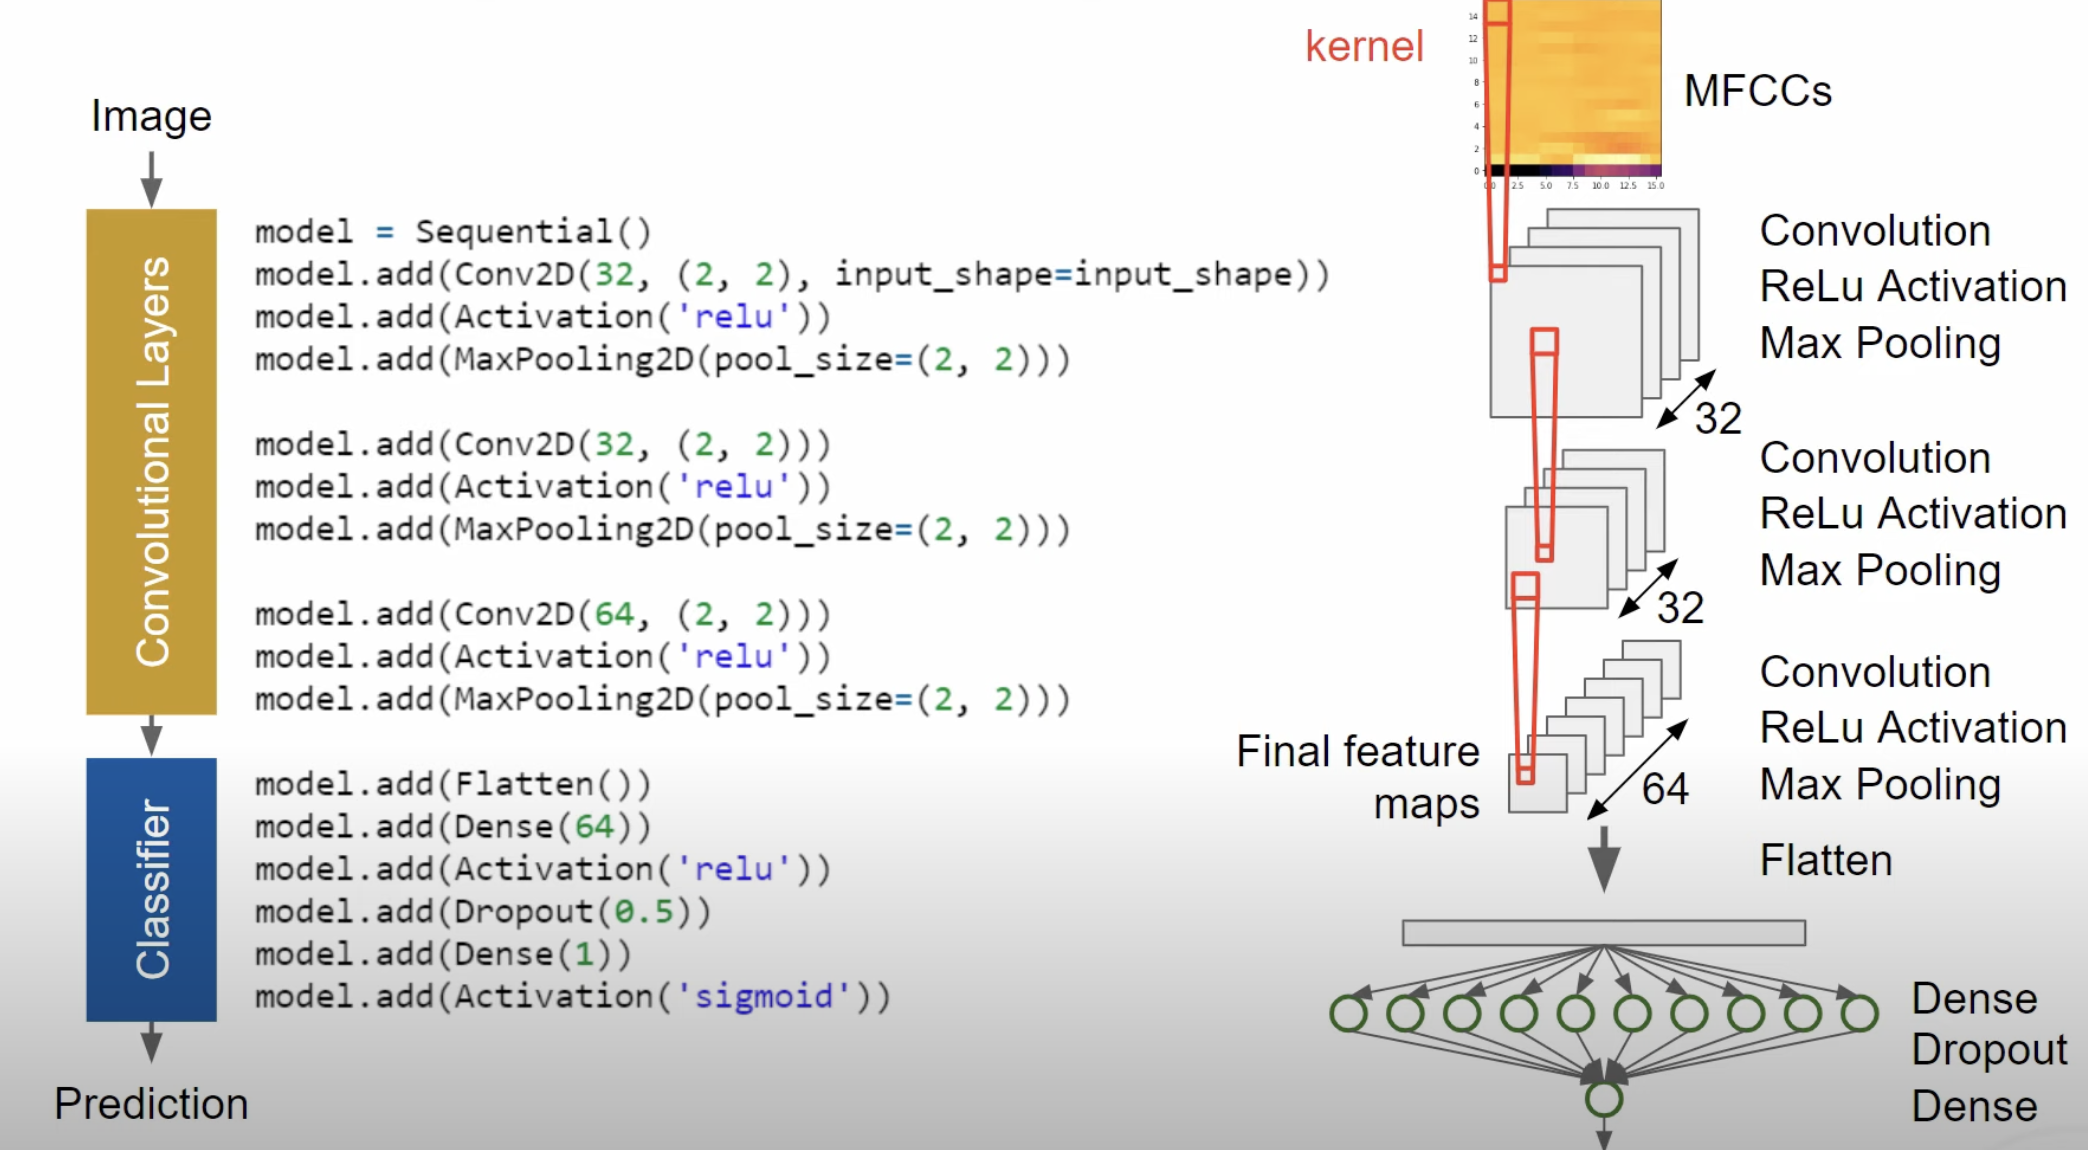 Image
Convolutional Layers
Classifier
Prediction
model = Sequential()
model.add(Conv2D(32, (2, 2), input_shape=input_shape))
model.add(Activation('relu'))
model.add(MaxPooling2D(pool_size=(2, 2)))
model.add(Conv2D(32, (2, 2)))
model.add(Activation('relu'))
model.add(MaxPooling2D(pool_size=(2, 2)))
model.add(Conv2D(64, (2, 2)))
model.add(Activation('relu'))
model.add(MaxPooling2D(pool_size=(2, 2)))
model.add(Flatten())
model.add(Dense(64))
model.add(Activation('relu'))
model.add(Dropout(0.5))
model.add(Dense(1))
model.add(Activation('sigmoid'))
kernel
14
12
10
8
6
4
2
0
2.5 5.0 7.5 10.0 12.5 15.0
MFCCs
Convolution
ReLu Activation
Max Pooling
32
Convolution
ReLu Activation
Max Pooling
32
Convolution
ReLu Activation
Max Pooling
64
Final feature
maps
Flatten
Dense
Dropout
Dense